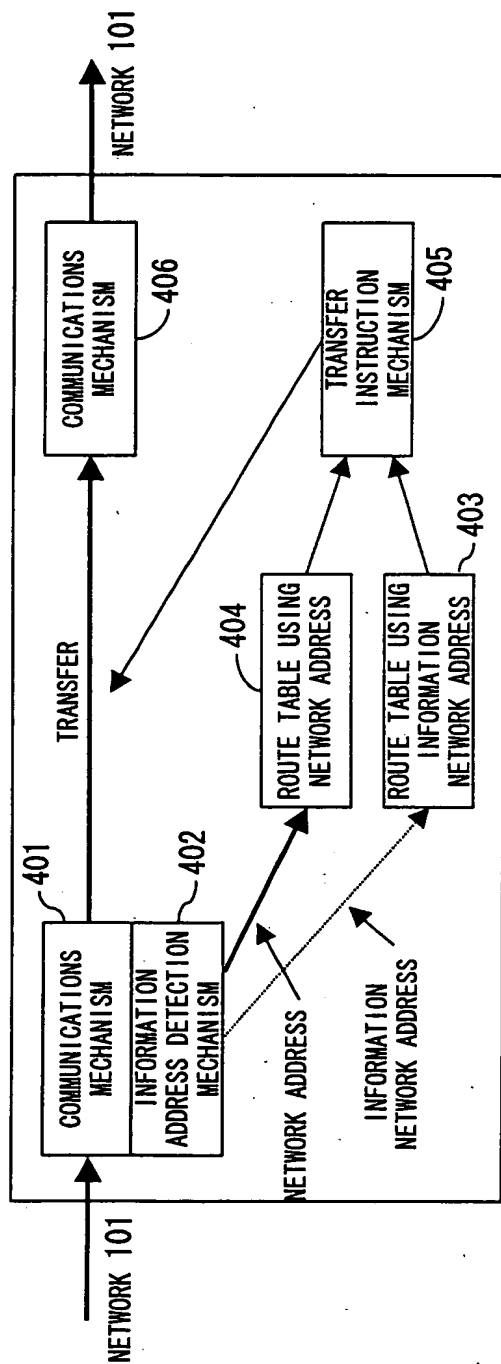 NETWORK 101
401
COMMUNICATIONS
MECHANISM
402
INFORMATION
ADDRESS DETECTION
MECHANISM
TRANSFER
COMMUNICATIONS
MECHANISM
406
NETWORK 101
NETWORK ADDRESS
INFORMATION
NETWORK ADDRESS
404
ROUTE TABLE USING
NETWORK ADDRESS
ROUTE TABLE USING
INFORMATION
NETWORK ADDRESS
403
TRANSFER
INSTRUCTION
MECHANISM
405